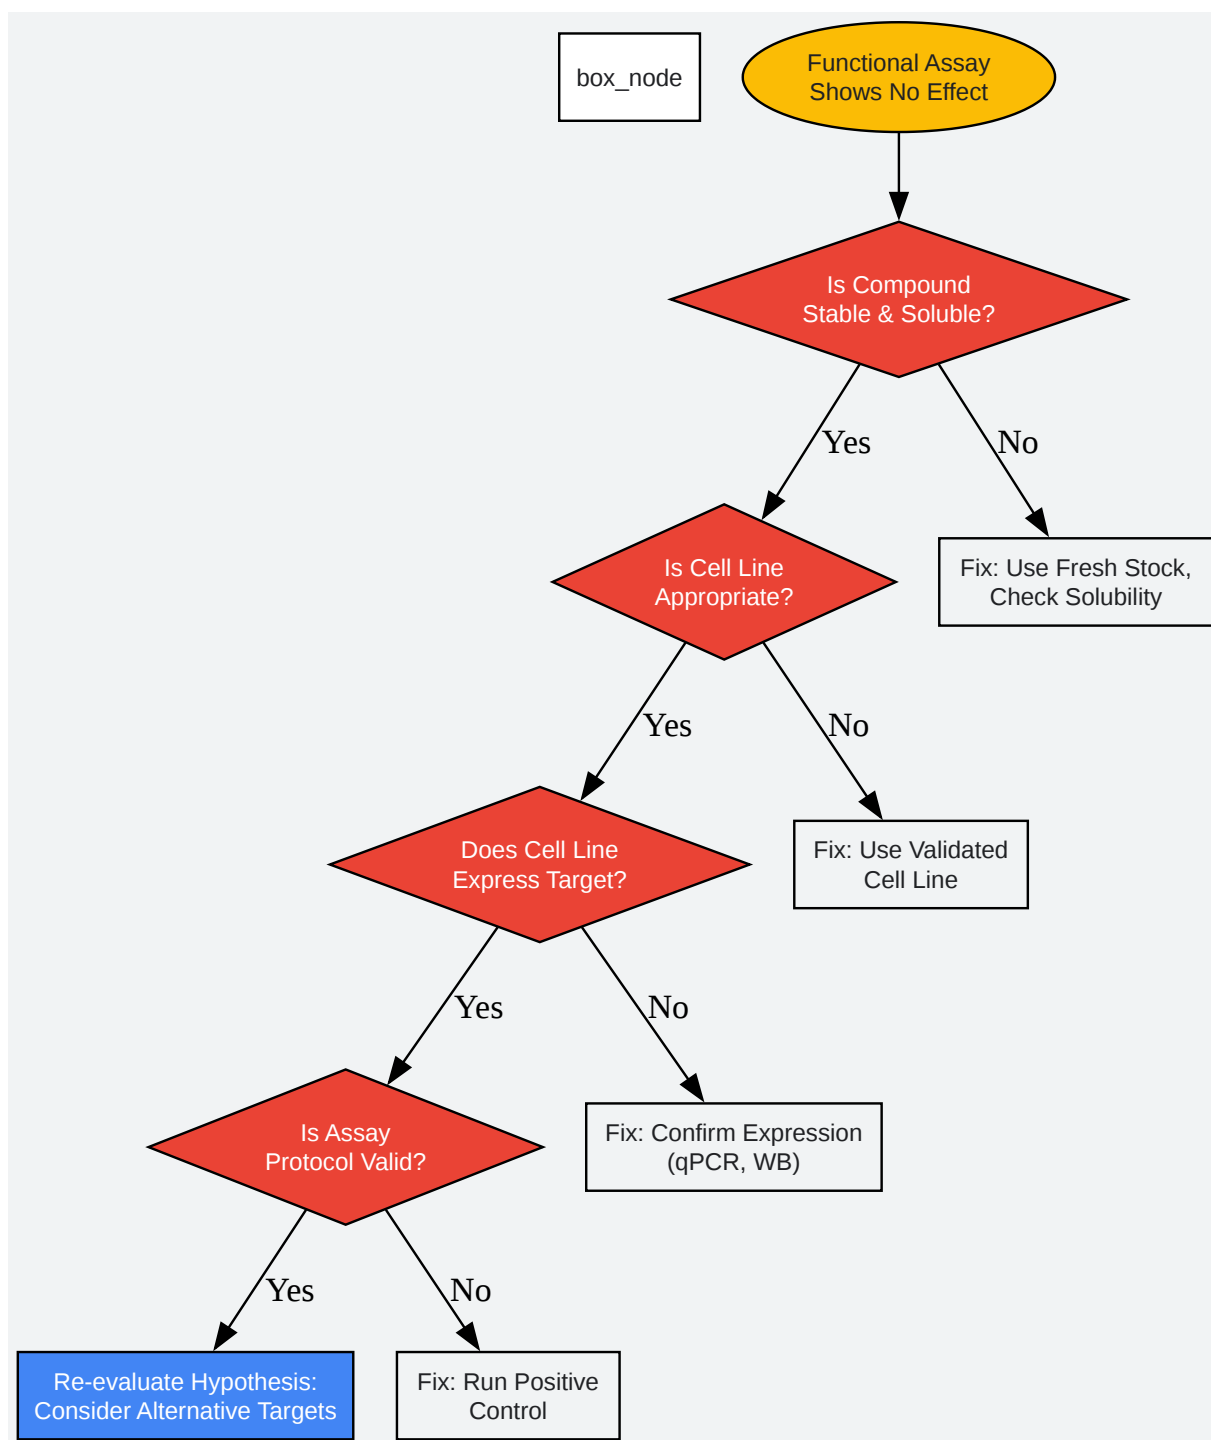 box_node
Functional Assay
Shows No Effect
Is Compound
Stable & Soluble?
Yes
No
Is Cell Line
Appropriate?
Fix: Use Fresh Stock,
Check Solubility
Yes
No
Does Cell Line
Express Target?
Fix: Use Validated
Cell Line
Yes
No
Is Assay
Protocol Valid?
Fix: Confirm Expression
(qPCR, WB)
Yes
No
Re-evaluate Hypothesis:
Consider Alternative Targets
Fix: Run Positive
Control